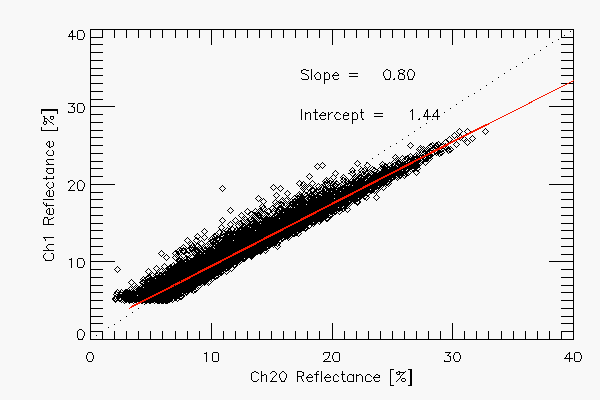 40
Slope = 0.80
30
Intercept = 1.44
Ch1 Reflectance [%]
20
10
0
0 10 20 30 40
Ch20 Reflectance [%]